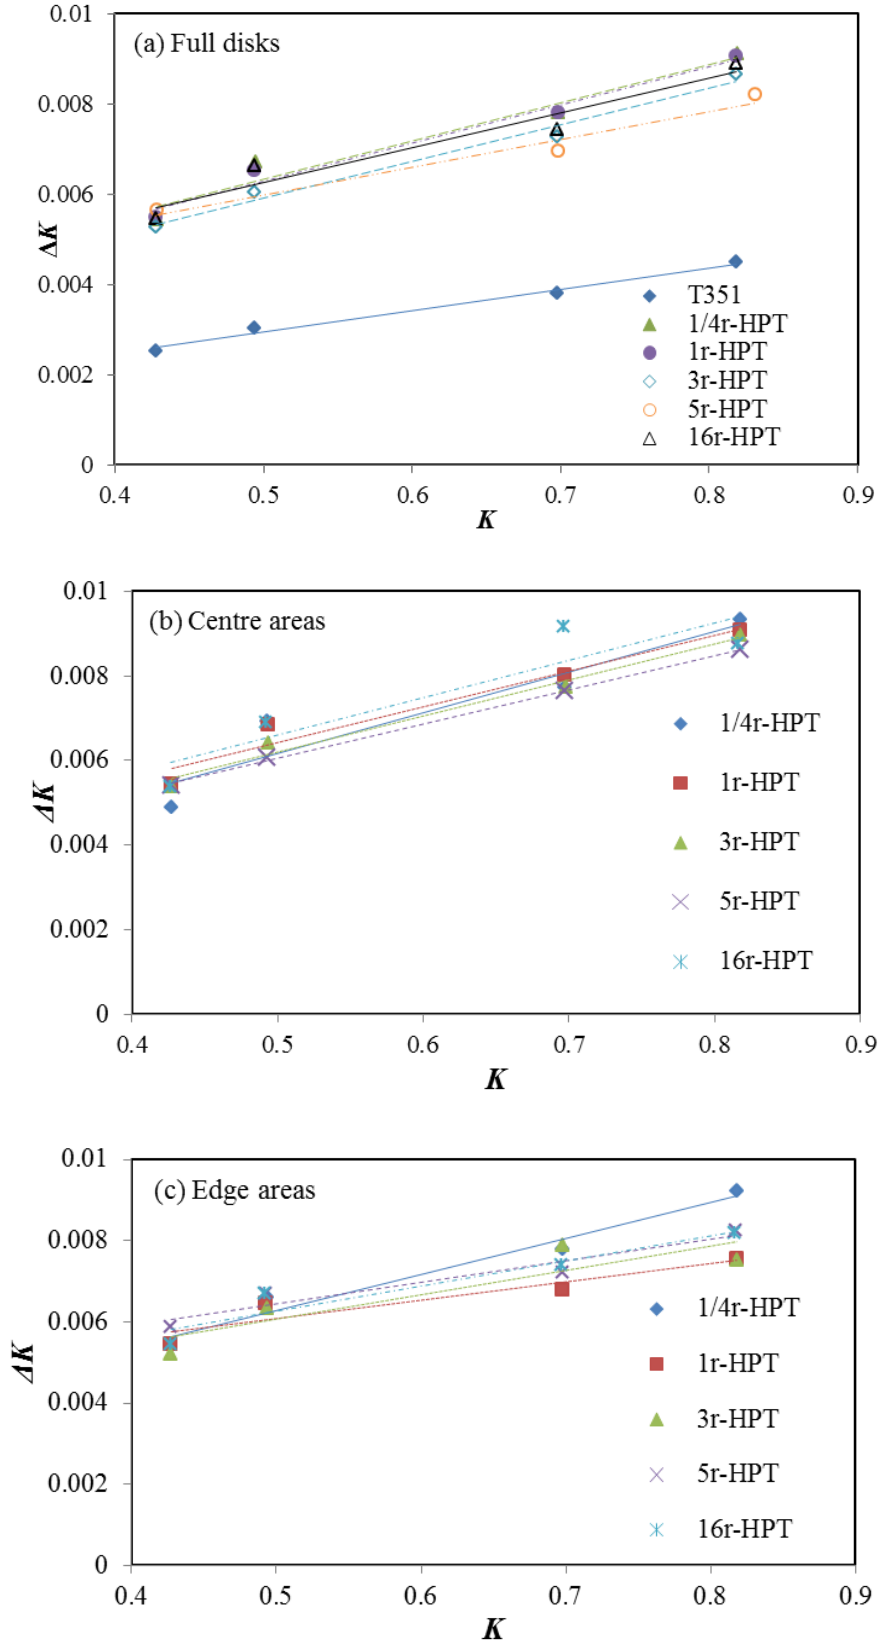 (a) Full disks
0.01
0.008
0.006
0.004
0.002
0
ΔK
T351
1/4r-HPT
1r-HPT
3r-HPT
5r-HPT
16r-HPT
0.4 0.5 0.6 0.7 0.8 0.9
K
(b) Centre areas
0.01
0.008
0.006
0.004
0.002
0
ΔK
1/4r-HPT
1r-HPT
3r-HPT
5r-HPT
16r-HPT
0.4 0.5 0.6 0.7 0.8 0.9
K
(c) Edge areas
0.01
0.008
0.006
0.004
0.002
0
ΔK
1/4r-HPT
1r-HPT
3r-HPT
5r-HPT
16r-HPT
0.4 0.5 0.6 0.7 0.8 0.9
K